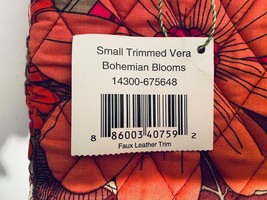 Small Trimmed Vera
Bohemian Blooms
14300-675648
8 86003 40759 2
Faux Leather Trim